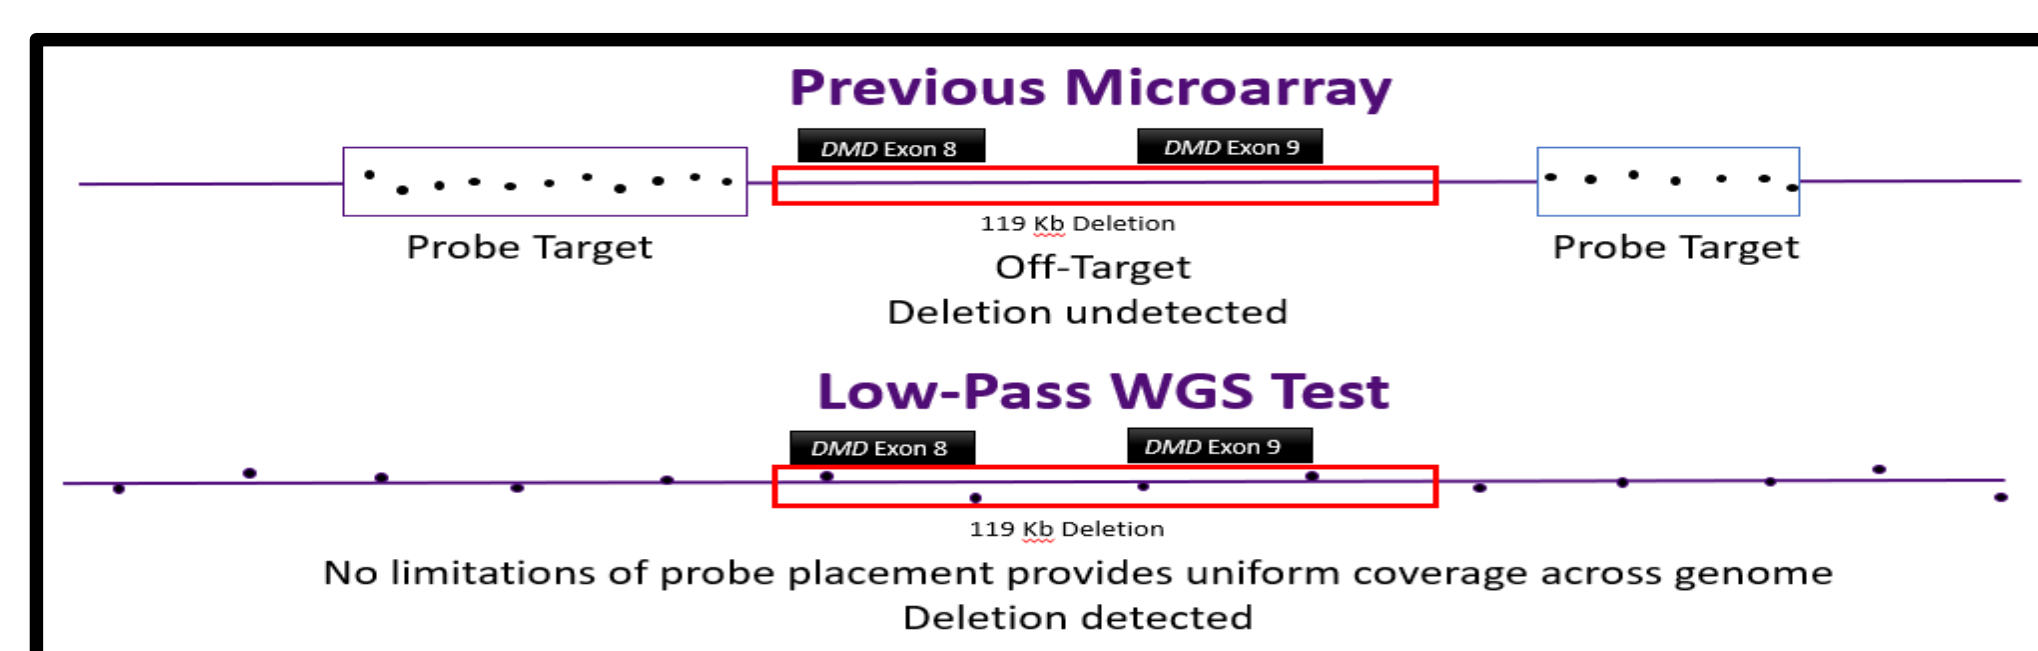 Previous Microarray
DMD Exon 8
DMD Exon 9
119 Kb Deletion
Probe Target
Off-Target
Probe Target
Deletion undetected
Low-Pass WGS Test
DMD Exon 8
DMD Exon 9
119 Kb Deletion
No limitations of probe placement provides uniform coverage across genome
Deletion detected